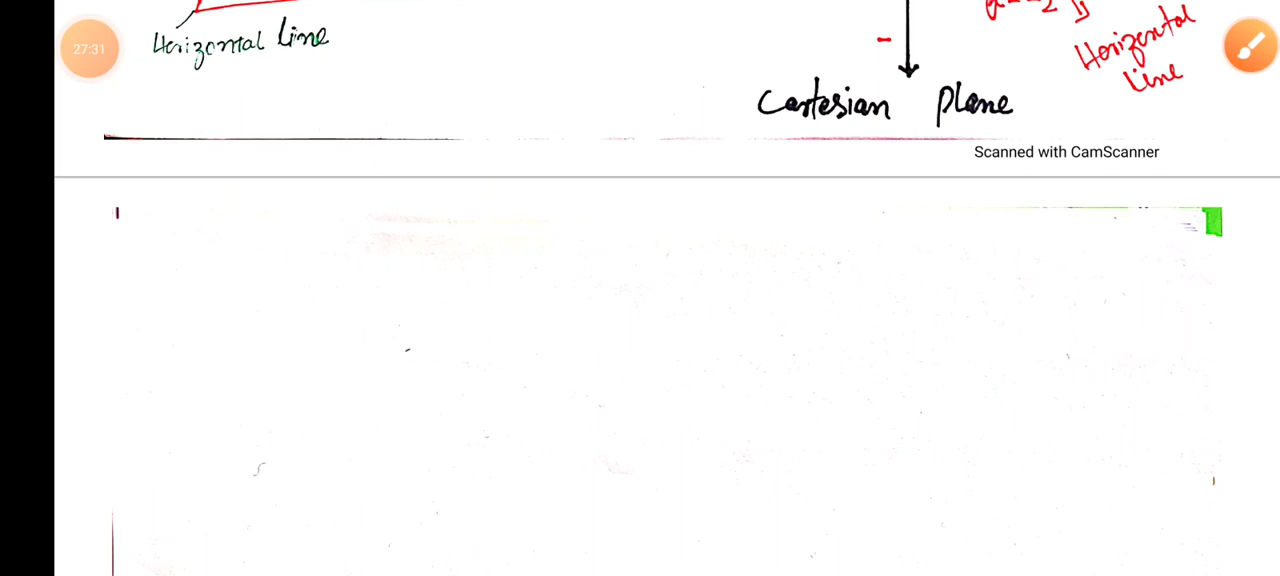 27:31
Horizontal Line
Horizontal
Line
Cartesian Plane
Scanned with CamScanner